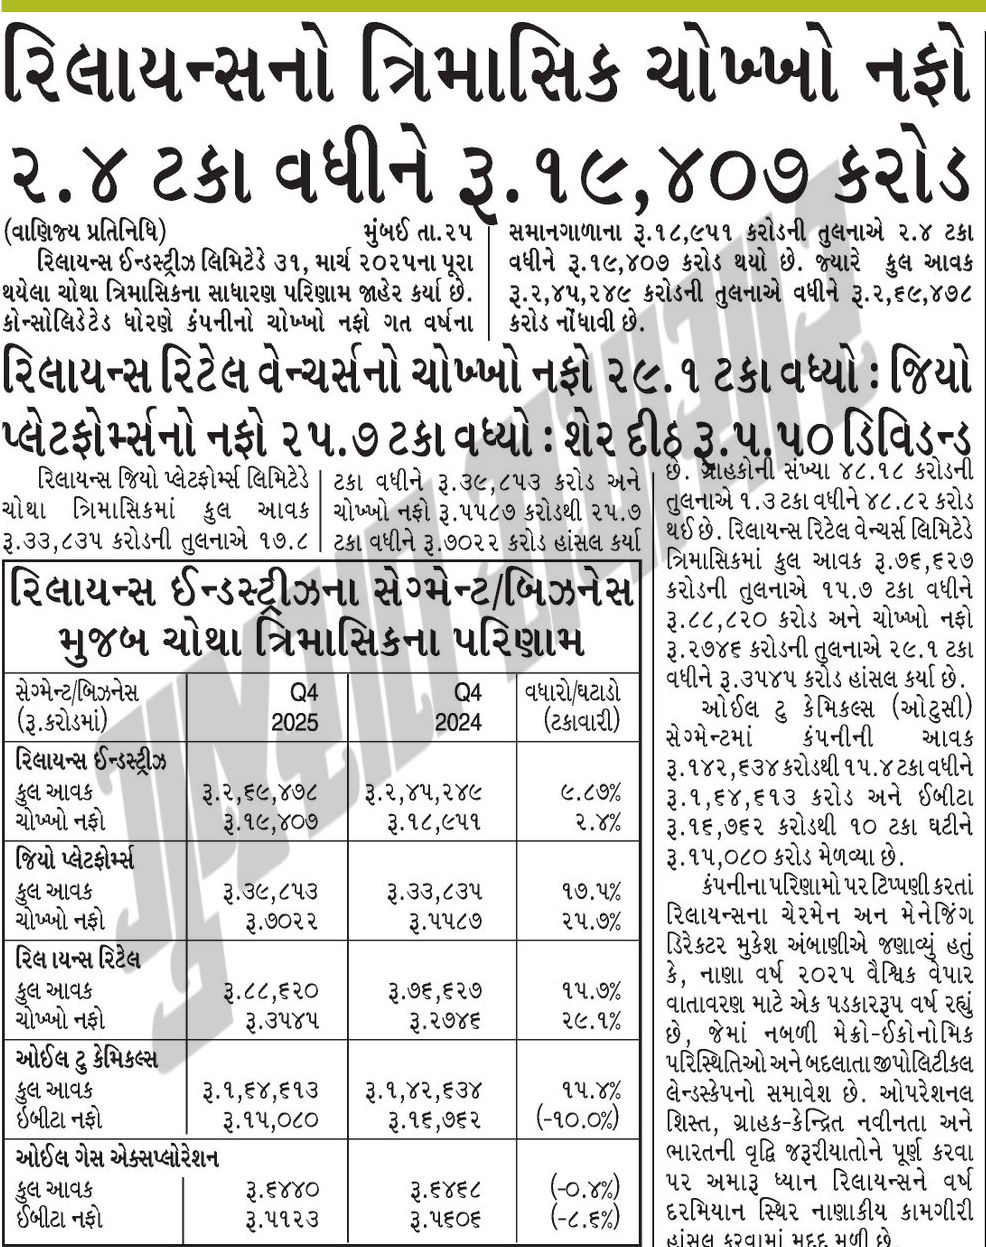 રિલાયન્સનો ત્રિમાસિક ચોખ્ખો નફો
૨.૪ ટકા વધીને રૂ.૧૯,૪૦૭ કરોડ
(વાણિજ્ય પ્રતિનિધિ) મુંબઈ તા.૨૫
રિલાયન્સ ઈન્ડસ્ટ્રીઝ લિમિટેડે ૩૧, માર્ચ ૨૦૨૫ના પૂરા
થયેલા ચોથા ત્રિમાસિકના સાધારણ પરિણામ જાહેર કર્યા છે.
કોન્સોલિડેટેડ ધોરણે કંપનીનો ચોખ્ખો નફો ગત વર્ષના
સમાનગાળાના રૂ.૧૮,૯૫૧ કરોડની તુલનાએ ૨.૪ ટકા
વધીને રૂ.૧૯,૪૦૭ કરોડ થયો છે. જ્યારે કુલ આવક
રૂ.૨,૪૫,૨૪૯ કરોડની તુલનાએ વધીને રૂ.૨,૬૯,૪૭૮
કરોડ નોંધાવી છે.
રિલાયન્સ રિટેલ વેન્ચર્સનો ચોખ્ખો નફો ૨૯.૧ ટકા વધ્યો : જિયો
પ્લેટફોર્મ્સનો નફો ૨૫.૭ ટકા વધ્યો : શેર દીઠ રૂ.૫.૫૦ ડિવિડન્ડ
રિલાયન્સ જિયો પ્લેટફોર્મ્સ લિમિટેડે
ચોથા ત્રિમાસિકમાં કુલ આવક
રૂ.૩૩,૮૩૫ કરોડની તુલનાએ ૧૭.૮
ટકા વધીને રૂ.૩૯,૮૫૩ કરોડ અને
ચોખ્ખો નફો રૂ.૫૫૮૭ કરોડથી ૨૫.૭
ટકા વધીને રૂ.૭૦૨૨ કરોડ હાંસલ કર્યા
છે. ગ્રાહકોની સંખ્યા ૪૮.૧૮ કરોડની
તુલનાએ ૧.૩ ટકા વધીને ૪૮.૮૨ કરોડ
થઈ છે. રિલાયન્સ રિટેલ વેન્ચર્સ લિમિટેડે
ત્રિમાસિકમાં કુલ આવક રૂ.૭૬,૬૨૭
કરોડની તુલનાએ ૧૫.૭ ટકા વધીને
રૂ.૮૮,૮૨૦ કરોડ અને ચોખ્ખો નફો
રૂ.૨૭૪૬ કરોડની તુલનાએ ૨૯.૧ ટકા
વધીને રૂ.૩૫૪૫ કરોડ હાંસલ કર્યા છે.
ઓઈલ ટુ કેમિકલ્સ (ઓટુસી)
સેગ્મેન્ટમાં કંપનીની આવક
રૂ.૧૪૨,૬૩૪ કરોડથી ૧૫.૪ ટકા વધીને
રૂ.૧,૬૪,૬૧૩ કરોડ અને ઈબીટા
રૂ.૧૬,૭૬૨ કરોડથી ૧૦ ટકા ઘટીને
રૂ.૧૫,૦૮૦ કરોડ મેળવ્યા છે.
કંપનીના પરિણામો પર ટિપ્પણી કરતાં
રિલાયન્સના ચેરમેન અન મેનેજિંગ
ડિરેકટર મુકેશ અંબાણીએ જણાવ્યું હતું
કે, નાણા વર્ષ ૨૦૨૫ વૈશ્વિક વેપાર
વાતાવરણ માટે એક પડકારરૂપ વર્ષ રહ્યું
છે, જેમાં નબળી મેક્રો-ઈકોનોમિક
પરિસ્થિતિઓ અને બદલાતા જીપોલિટીકલ
લેન્ડસ્કેપનો સમાવેશ છે. ઓપરેશનલ
શિસ્ત, ગ્રાહક-કેન્દ્રિત નવીનતા અને
ભારતની વૃદ્ધિ જરૂરીયાતોને પૂર્ણ કરવા
પર અમારૂ ધ્યાન રિલાયન્સને વર્ષ
દરમિયાન સ્થિર નાણાકીય કામગીરી
હાંસલ કરવામાં મદદ મળી છે.
રિલાયન્સ ઈન્ડસ્ટ્રીઝના સેગ્મેન્ટ/બિઝનેસ
મુજબ ચોથા ત્રિમાસિકના પરિણામ
સેગ્મેન્ટ/બિઝનેસ Q4 Q4 વધારો/ઘટાડો
(રૂ.કરોડમાં) 2025 2024 (ટકાવારી)
રિલાયન્સ ઈન્ડસ્ટ્રીઝ
કુલ આવક રૂ.૨,૬૯,૪૭૮ રૂ.૨,૪૫,૨૪૯ ૯.૮૭%
ચોખ્ખો નફો રૂ.૧૯,૪૦૭ રૂ.૧૮,૯૫૧ ૨.૪%
જિયો પ્લેટફોર્મ્સ
કુલ આવક રૂ.૩૯,૮૫૩ રૂ.૩૩,૮૩૫ ૧૭.૫%
ચોખ્ખો નફો રૂ.૭૦૨૨ રૂ.૫૫૮૭ ૨૫.૭%
રિલાયન્સ રિટેલ
કુલ આવક રૂ.૮૮,૬૨૦ રૂ.૭૬,૬૨૭ ૧૫.૭%
ચોખ્ખો નફો રૂ.૩૫૪૫ રૂ.૨૭૪૬ ૨૯.૧%
ઓઈલ ટુ કેમિકલ્સ
કુલ આવક રૂ.૧,૬૪,૬૧૩ રૂ.૧,૪૨,૬૩૪ ૧૫.૪%
ઈબીટા નફો રૂ.૧૫,૦૮૦ રૂ.૧૬,૭૬૨ (-૧૦.૦%)
ઓઈલ ગેસ એક્સપ્લોરેશન
કુલ આવક રૂ.૬૪૪૦ રૂ.૬૪૬૮ (-૦.૪%)
ઈબીટા નફો રૂ.૫૧૨૩ રૂ.૫૬૦૬ (-૮.૬%)
ગુજરાત સમાચાર